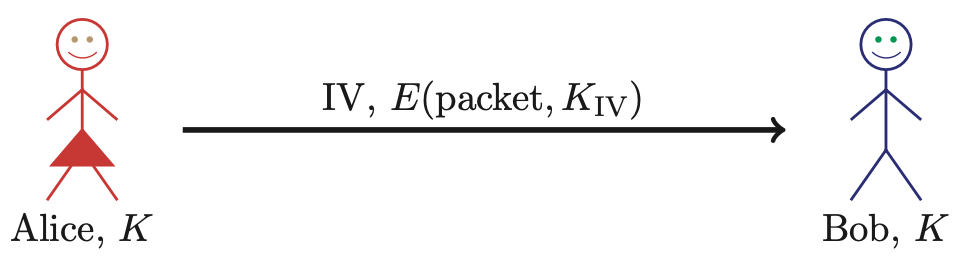 IV, E(packet, K_IV)
Alice, K
Bob, K